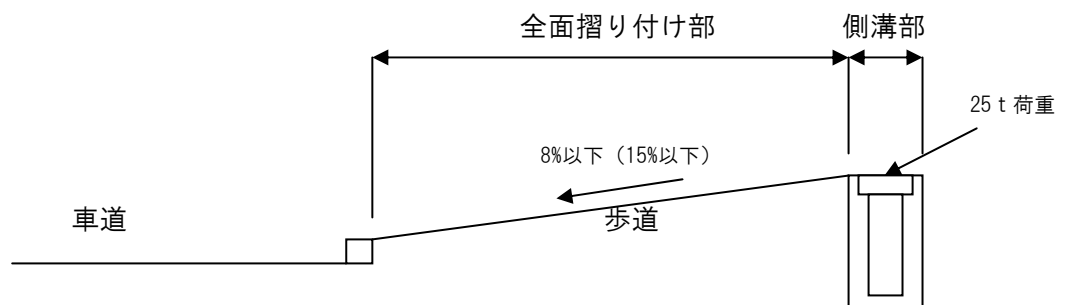 全面摺り付け部
側溝部
25ｔ荷重
8%以下（15%以下）
車道
歩道